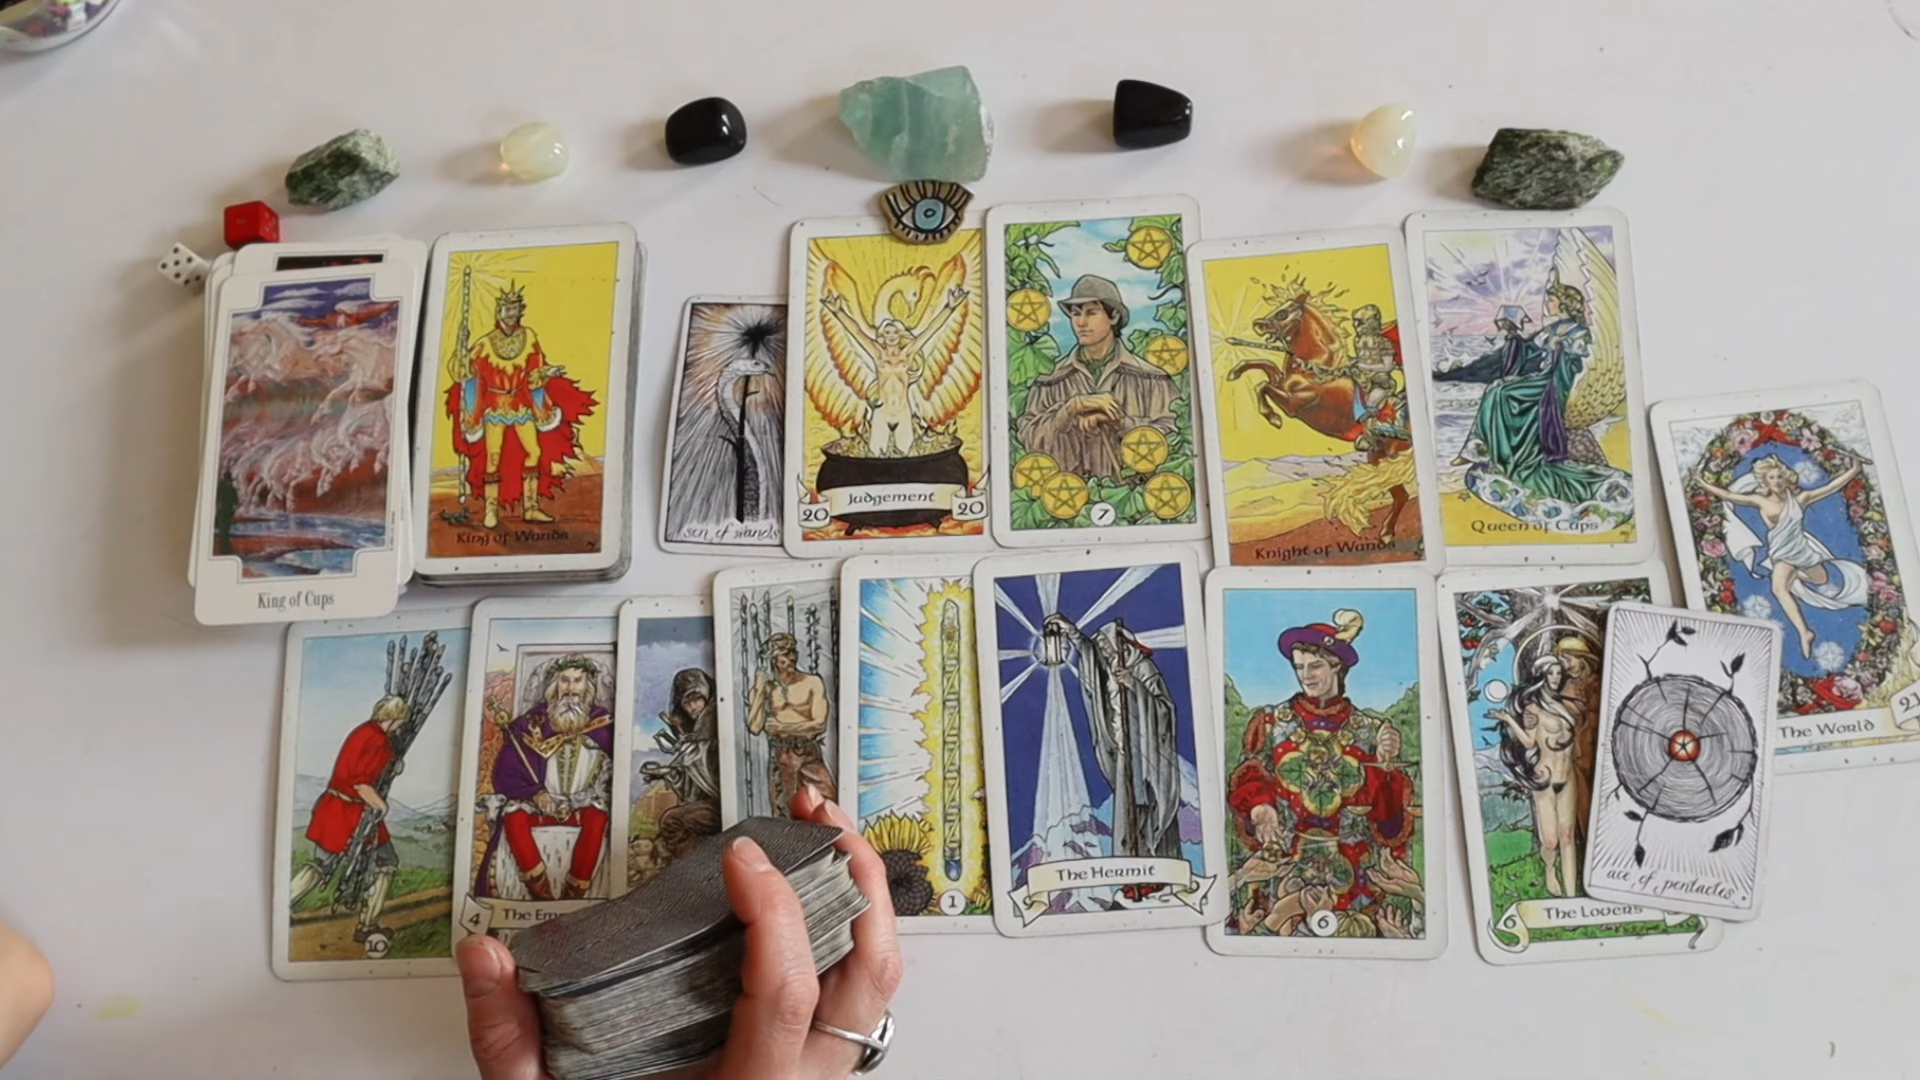 King of Cups
King of Wands
son of wands
20
Judgement
20
7
Knight of Wands
Queen of Cups
The World
21
10
4
The Em
1
The Hermit
6
6
The Lovers
ace of pentacles